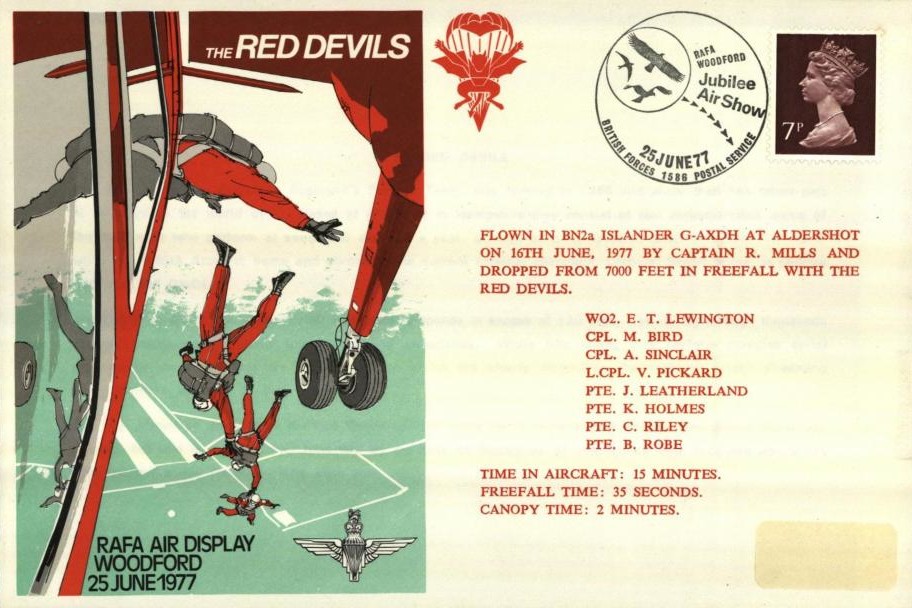 THE RED DEVILS
RAFA
WOODFORD
Jubilee
Air Show
25 JUNE 77
BRITISH FORCES 1586 POSTAL SERVICE
7P
FLOWN IN BN2a ISLANDER G-AXDH AT ALDERSHOT
ON 16TH JUNE, 1977 BY CAPTAIN R. MILLS AND
DROPPED FROM 7000 FEET IN FREEFALL WITH THE
RED DEVILS.
WO2. E. T. LEWINGTON
CPL. M. BIRD
CPL. A. SINCLAIR
L.CPL. V. PICKARD
PTE. J. LEATHERLAND
PTE. K. HOLMES
PTE. C. RILEY
PTE. B. ROBE
TIME IN AIRCRAFT: 15 MINUTES.
FREEFALL TIME: 35 SECONDS.
CANOPY TIME: 2 MINUTES.
RAFA AIR DISPLAY
WOODFORD
25 JUNE 1977